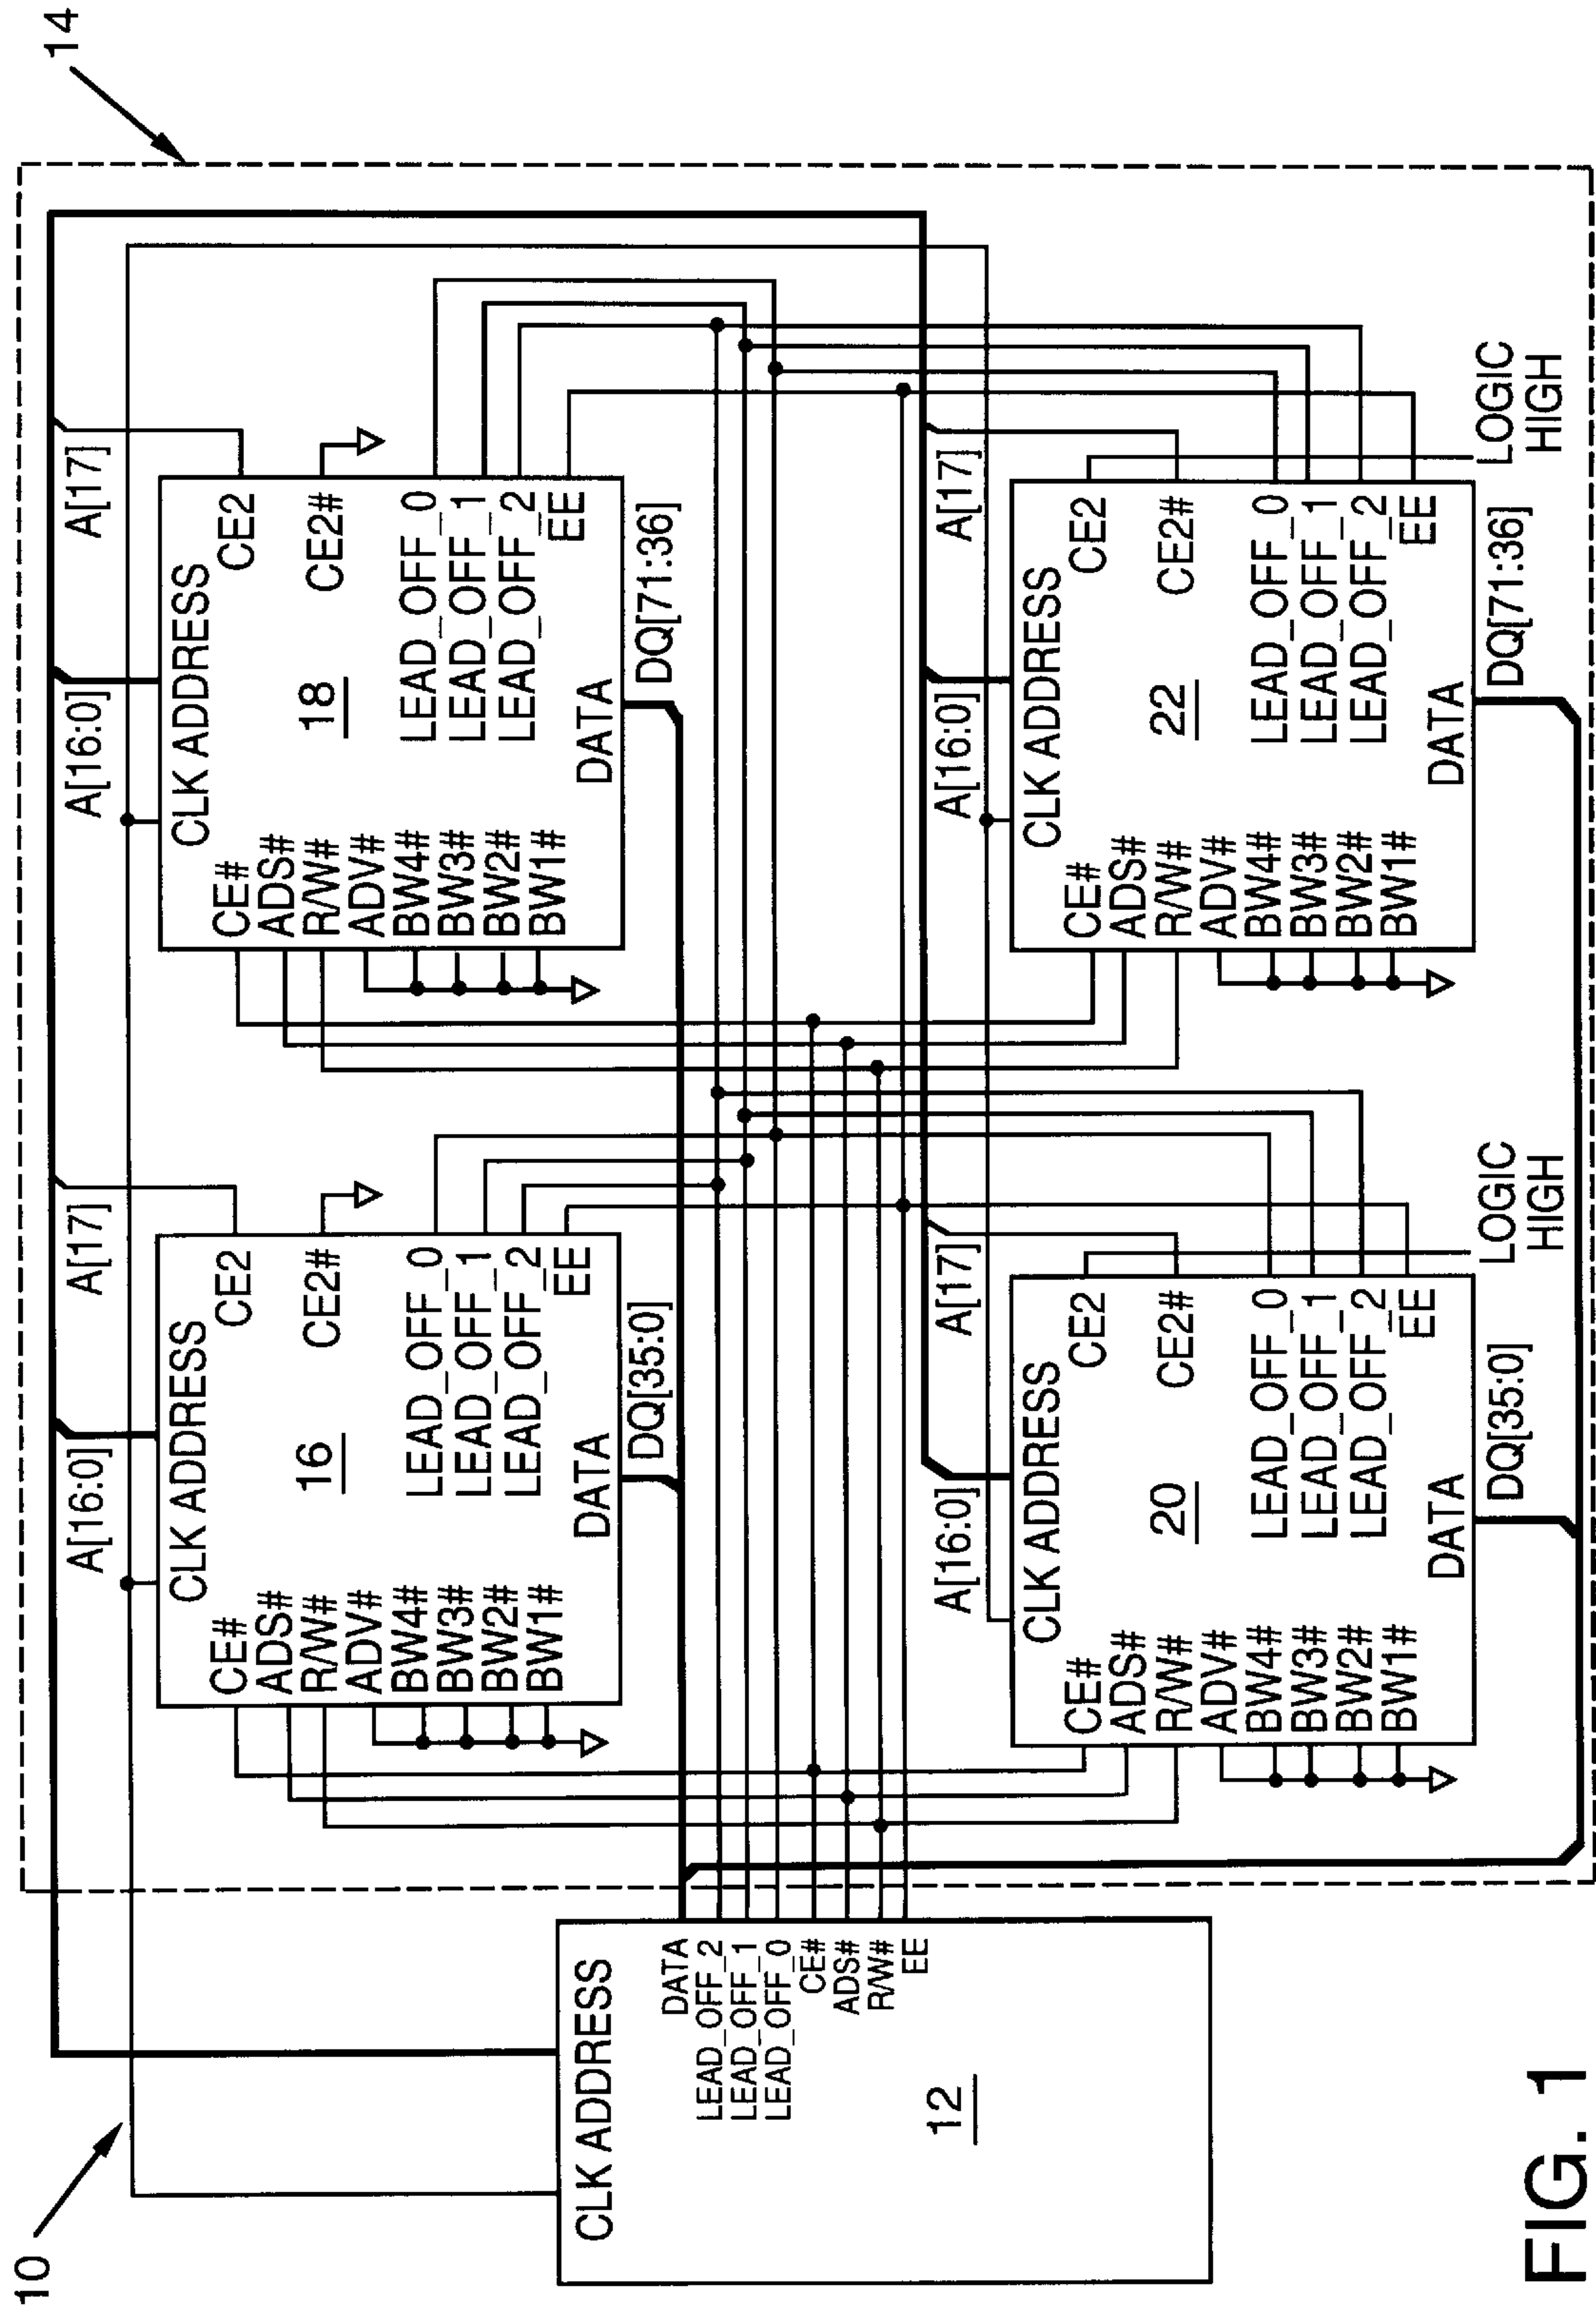 10
14
12
CLK ADDRESS
DATA
LEAD_OFF_2
LEAD_OFF_1
LEAD_OFF_0
CE#
ADS#
R/W#
EE
A[16:0]
A[17]
CLK ADDRESS
CE#
ADS#
R/W#
ADV#
BW4#
BW3#
BW2#
BW1#
16
CE2
CE2#
LEAD_OFF_0
LEAD_OFF_1
LEAD_OFF_2
EE
DATA
DQ[35:0]
A[16:0]
A[17]
CLK ADDRESS
CE#
ADS#
R/W#
ADV#
BW4#
BW3#
BW2#
BW1#
18
CE2
CE2#
LEAD_OFF_0
LEAD_OFF_1
LEAD_OFF_2
EE
DATA
DQ[71:36]
A[16:0]
A[17]
CLK ADDRESS
CE#
ADS#
R/W#
ADV#
BW4#
BW3#
BW2#
BW1#
20
CE2
CE2#
LEAD_OFF_0
LEAD_OFF_1
LEAD_OFF_2
EE
DATA
DQ[35:0]
LOGIC
HIGH
A[16:0]
A[17]
CLK ADDRESS
CE#
ADS#
R/W#
ADV#
BW4#
BW3#
BW2#
BW1#
22
CE2
CE2#
LEAD_OFF_0
LEAD_OFF_1
LEAD_OFF_2
EE
DATA
DQ[71:36]
LOGIC
HIGH
FIG. 1